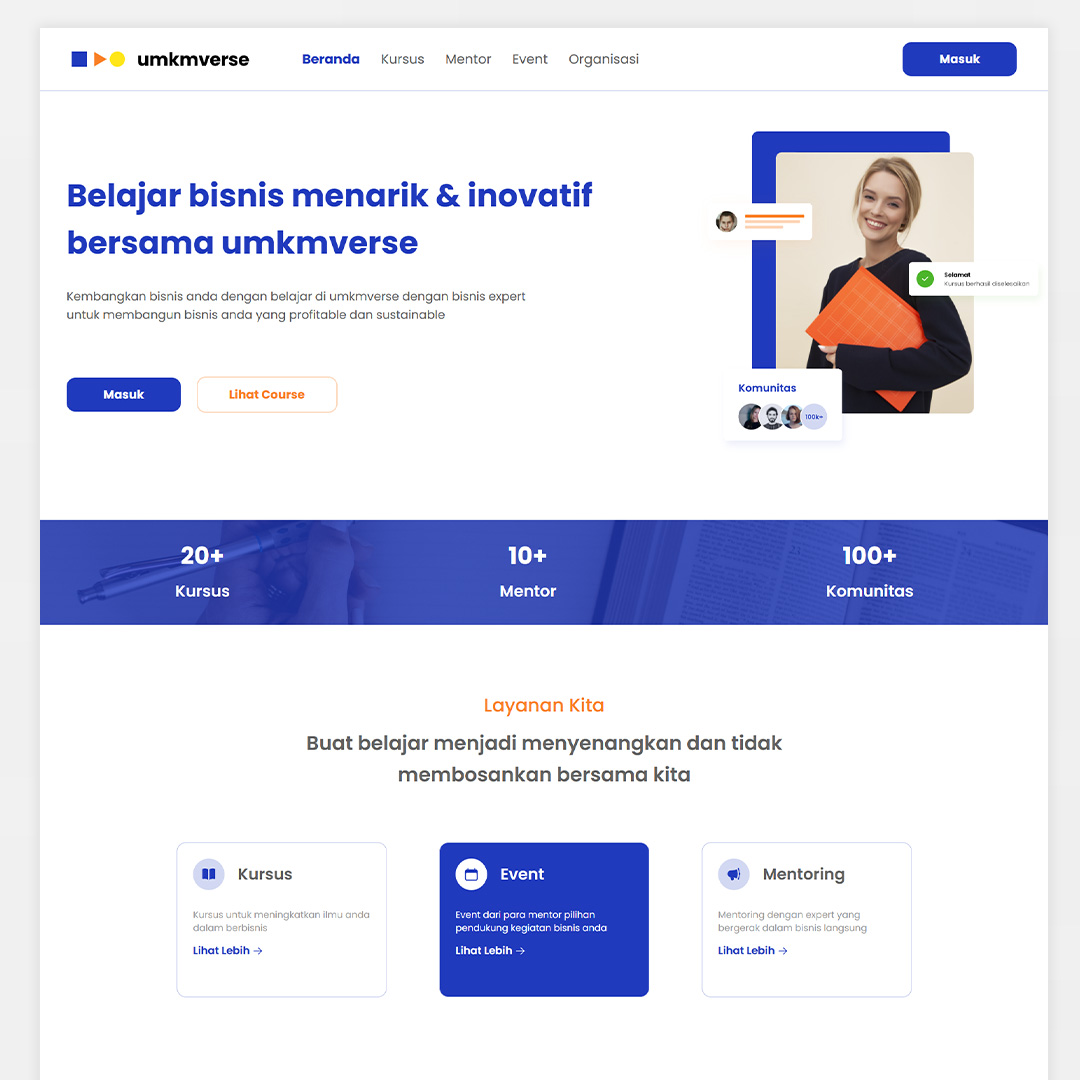 umkmverse
Beranda
Kursus
Mentor
Event
Organisasi
Masuk
Belajar bisnis menarik & inovatif
bersama umkmverse
Kembangkan bisnis anda dengan belajar di umkmverse dengan bisnis expert
untuk membangun bisnis anda yang profitable dan sustainable
Masuk
Lihat Course
Selamat
Kursus berhasil diselesaikan
Komunitas
100k+
20+
Kursus
10+
Mentor
100+
Komunitas
Layanan Kita
Buat belajar menjadi menyenangkan dan tidak
membosankan bersama kita
Kursus
Kursus untuk meningkatkan ilmu anda
dalam berbisnis
Lihat Lebih →
Event
Event dari para mentor pilihan
pendukung kegiatan bisnis anda
Lihat Lebih →
Mentoring
Mentoring dengan expert yang
bergerak dalam bisnis langsung
Lihat Lebih →